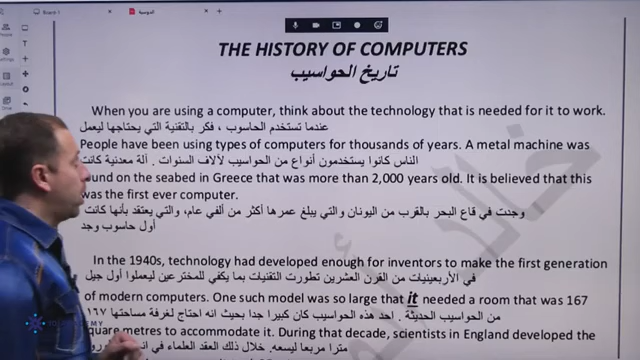 Board 1
الدوسية
THE HISTORY OF COMPUTERS
تاريخ الحواسيب
When you are using a computer, think about the technology that is needed for it to work.
عندما تستخدم الحاسوب ، فكر بالتقنية التي يحتاجها ليعمل
People have been using types of computers for thousands of years. A metal machine was
الناس كانوا يستخدمون أنواع من الحواسيب لآلاف السنوات . آلة معدنية كانت
ound on the seabed in Greece that was more than 2,000 years old. It is believed that this
was the first ever computer.
وجدت في قاع البحر بالقرب من اليونان والتي يبلغ عمرها أكثر من ألفي عام، والتي يعتقد بأنها كانت
أول حاسوب وجد
In the 1940s, technology had developed enough for inventors to make the first generation
في الأربعينيات من القرن العشرين تطورت التقنيات بما يكفي للمخترعين ليعملوا أول جيل
of modern computers. One such model was so large that it needed a room that was 167
من الحواسيب الحديثة . احد هذه الحواسيب كان كبيرا جدا بحيث انه احتاج لغرفة مساحتها ١٦٧
quare metres to accommodate it. During that decade, scientists in England developed the
مترا مربعا ليسعه. خلال ذلك العقد العلماء في